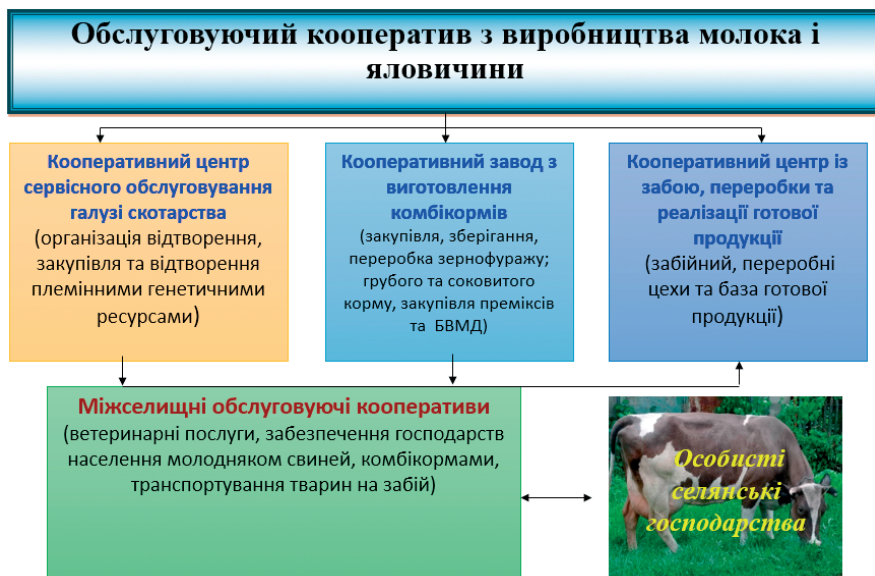 Обслуговуючий кооператив з виробництва молока і
яловичини
Кооперативний центр
сервісного обслуговування
галузі скотарства
(організація відтворення,
закупівля та відтворення
племінними генетичними
ресурсами)
Кооперативний завод з
виготовлення
комбікормів
(закупівля, зберігання,
переробка зернофуражу;
грубого та соковитого
корму, закупівля преміксів
та БВМД)
Кооперативний центр із
забою, переробки та
реалізації готової
продукції
(забійний, переробні
цехи та база готової
продукції)
Міжселищні обслуговуючі кооперативи
(ветеринарні послуги, забезпечення господарств
населення молодняком свиней, комбікормами,
транспортування тварин на забій)
Особисті
селянські
господарства